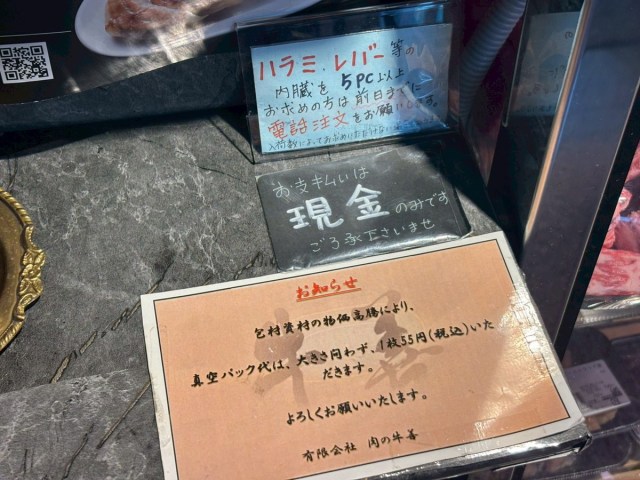 ハラミ、レバー等の
内臓を 5PC以上
お求めの方は前日までに
電話注文をお願いします。
お支払いは
現金のみです
ご了承下さいませ
お知らせ
包材資材の物価高騰により、
真空パック代は、大きさ問わず、1枚55円(税込)いた
だきます。
よろしくお願いいたします。
有限会社 肉の牛善